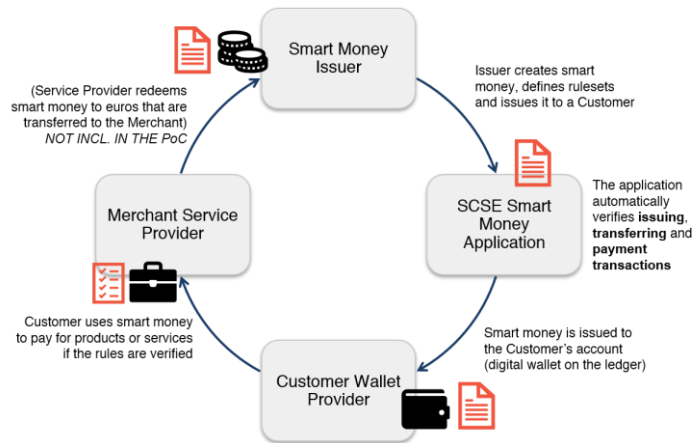 Smart Money
Issuer
(Service Provider redeems
smart money to euros that are
transferred to the Merchant)
NOT INCL. IN THE PoC
Issuer creates smart
money, defines rulesets
and issues it to a Customer
Merchant Service
Provider
SCSE Smart
Money
Application
The application
automatically
verifies issuing,
transferring and
payment
transactions
Customer uses smart money
to pay for products or services
if the rules are verified
Smart money is issued to
the Customer's account
(digital wallet on the ledger)
Customer Wallet
Provider